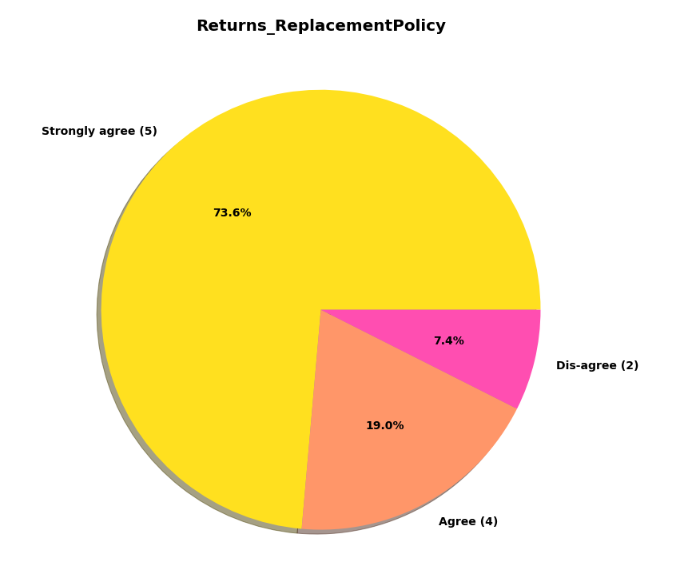 Returns_ReplacementPolicy
Strongly agree (5)
73.6%
7.4%
Dis-agree (2)
19.0%
Agree (4)